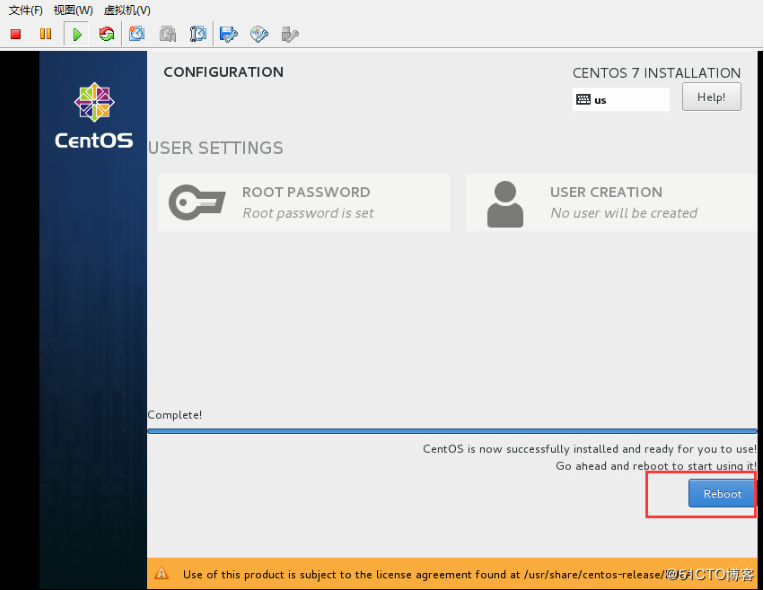 文件(F) 视图(W) 虚拟机(V)
CONFIGURATION
CENTOS 7 INSTALLATION
us
Help!
CentOS
USER SETTINGS
ROOT PASSWORD
Root password is set
USER CREATION
No user will be created
Complete!
CentOS is now successfully installed and ready for you to use!
Go ahead and reboot to start using it!
Reboot
Use of this product is subject to the license agreement found at /usr/share/centos-release/
@51CTO博客